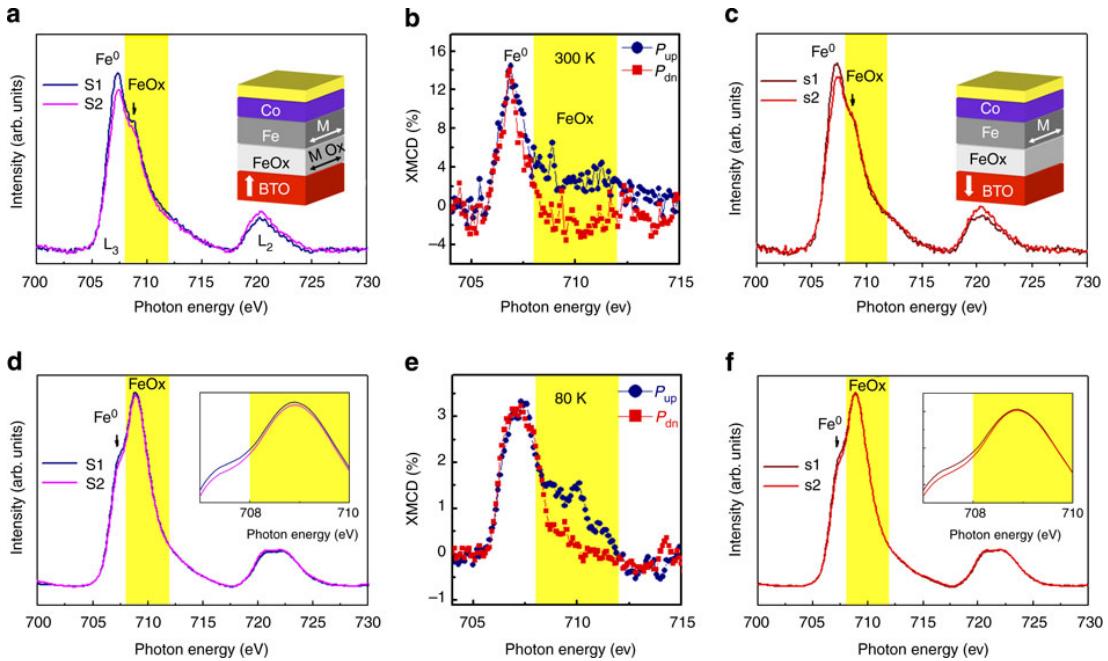 a
Intensity (arb. units)
Fe⁰
S1
S2
FeOx
Co
Fe
M
FeOx
M Ox
BTO
L₃
L₂
700 705 710 715 720 725 730
Photon energy (eV)
b
XMCD (%)
16
12
8
4
0
−4
Fe⁰
300 K
P_up
P_dn
FeOx
705 710 715
Photon energy (ev)
c
Intensity (arb. units)
Fe⁰
s1
s2
FeOx
Co
Fe
M
FeOx
BTO
700 705 710 715 720 725 730
Photon energy (eV)
d
Intensity (arb. units)
FeOx
Fe⁰
S1
S2
708 710
Photon energy (eV)
700 705 710 715 720 725 730
Photon energy (eV)
e
XMCD (%)
3
2
1
0
−1
80 K
P_up
P_dn
705 710 715
Photon energy (ev)
f
Intensity (arb. units)
FeOx
Fe⁰
s1
s2
708 710
Photon energy (eV)
700 705 710 715 720 725 730
Photon energy (eV)